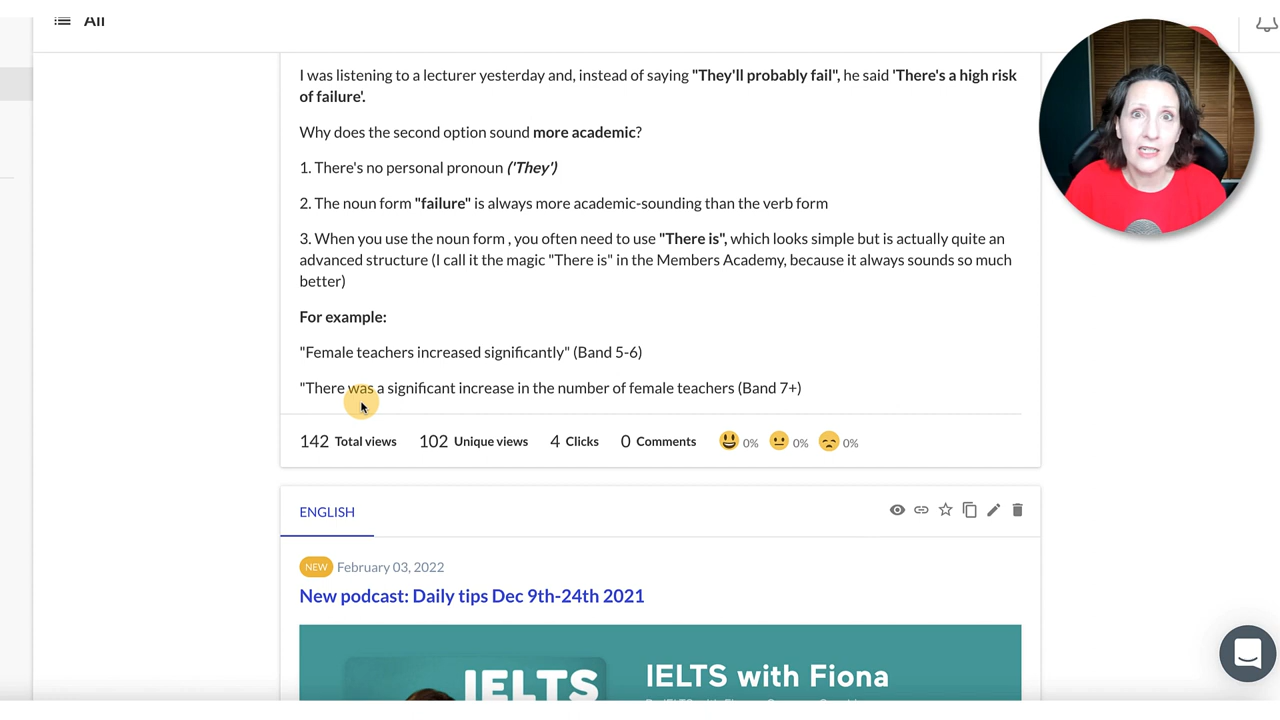 All
I was listening to a lecturer yesterday and, instead of saying "They'll probably fail", he said 'There's a high risk
of failure'.
Why does the second option sound more academic?
1. There's no personal pronoun ('They')
2. The noun form "failure" is always more academic-sounding than the verb form
3. When you use the noun form , you often need to use "There is", which looks simple but is actually quite an
advanced structure (I call it the magic "There is" in the Members Academy, because it always sounds so much
better)
For example:
"Female teachers increased significantly" (Band 5-6)
"There was a significant increase in the number of female teachers (Band 7+)
142 Total views 102 Unique views 4 Clicks 0 Comments 0% 0% 0%
ENGLISH
NEW February 03, 2022
New podcast: Daily tips Dec 9th-24th 2021
IELTS
IELTS with Fiona